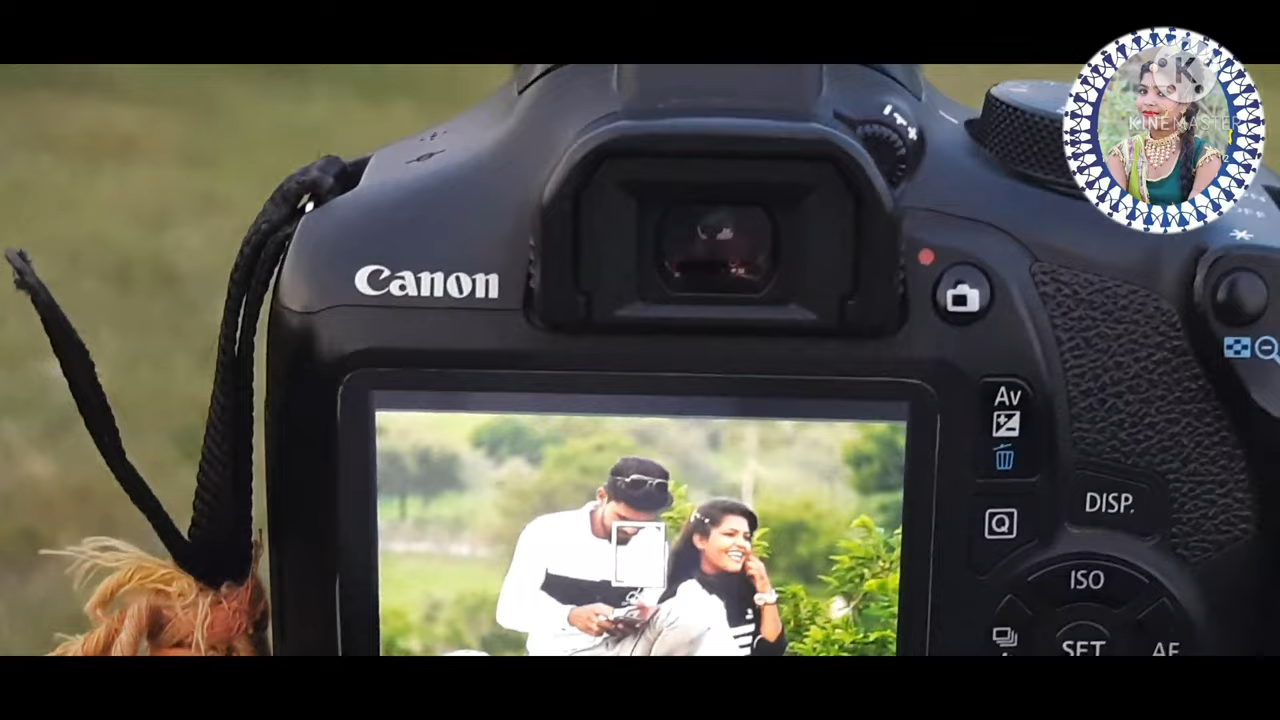 K
KINEMASTER
Canon
Av
DISP.
Q
ISO
SET
AF